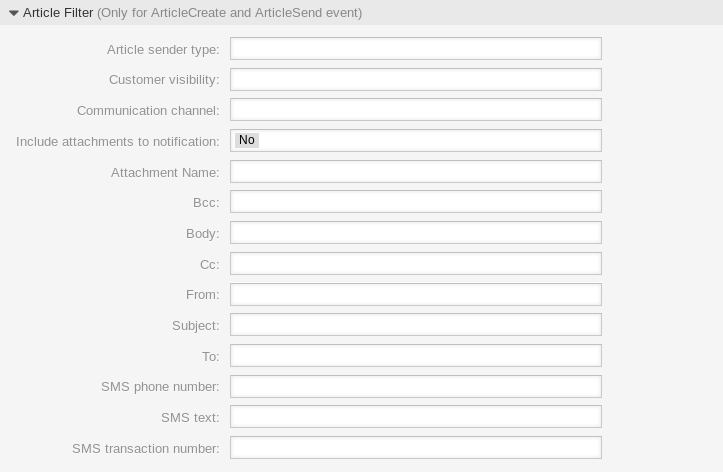 Article Filter (Only for ArticleCreate and ArticleSend event)
Article sender type:
Customer visibility:
Communication channel:
Include attachments to notification: No
Attachment Name:
Bcc:
Body:
Cc:
From:
Subject:
To:
SMS phone number:
SMS text:
SMS transaction number: